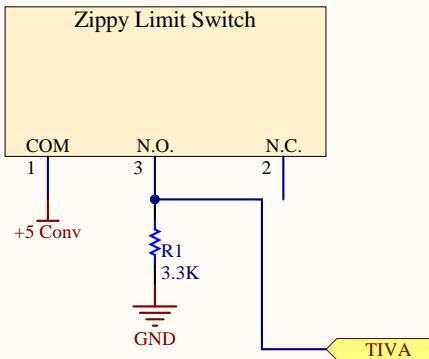 Zippy Limit Switch
COM N.O. N.C.
1 3 2
+5 Conv
R1
3.3K
GND
TIVA